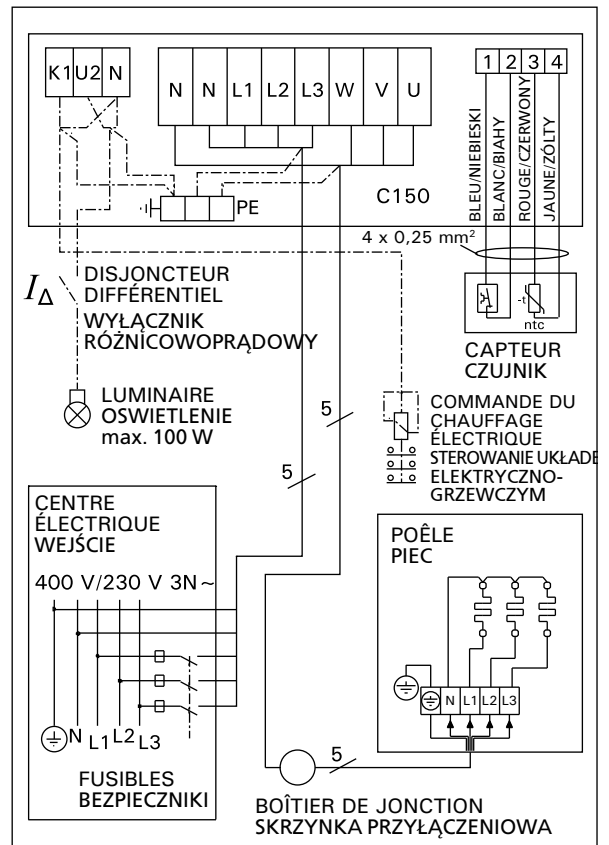 K1 U2 N
N N L1 L2 L3 W V U
1 2 3 4
BLEU/NIEBIESKI
BLANC/BIAHY
ROUGE/CZERWONY
JAUNE/ZÓLTY
PE
C150
4 x 0,25 mm²
I∆
DISJONCTEUR
DIFFÉRENTIEL
WYŁĄCZNIK
RÓŻNICOWOPRĄDOWY
-t
ntc
CAPTEUR
CZUJNIK
LUMINAIRE
OSWIETLENIE
max. 100 W
5
5
COMMANDE DU
CHAUFFAGE
ÉLECTRIQUE
STEROWANIE UKŁADE
ELEKTRYCZNO-
GRZEWCZYM
CENTRE
ÉLECTRIQUE
WEJŚCIE
400 V/230 V 3N ~
N L1 L2 L3
FUSIBLES
BEZPIECZNIKI
POÊLE
PIEC
N L1 L2 L3
5
BOÎTIER DE JONCTION
SKRZYNKA PRZYŁĄCZENIOWA